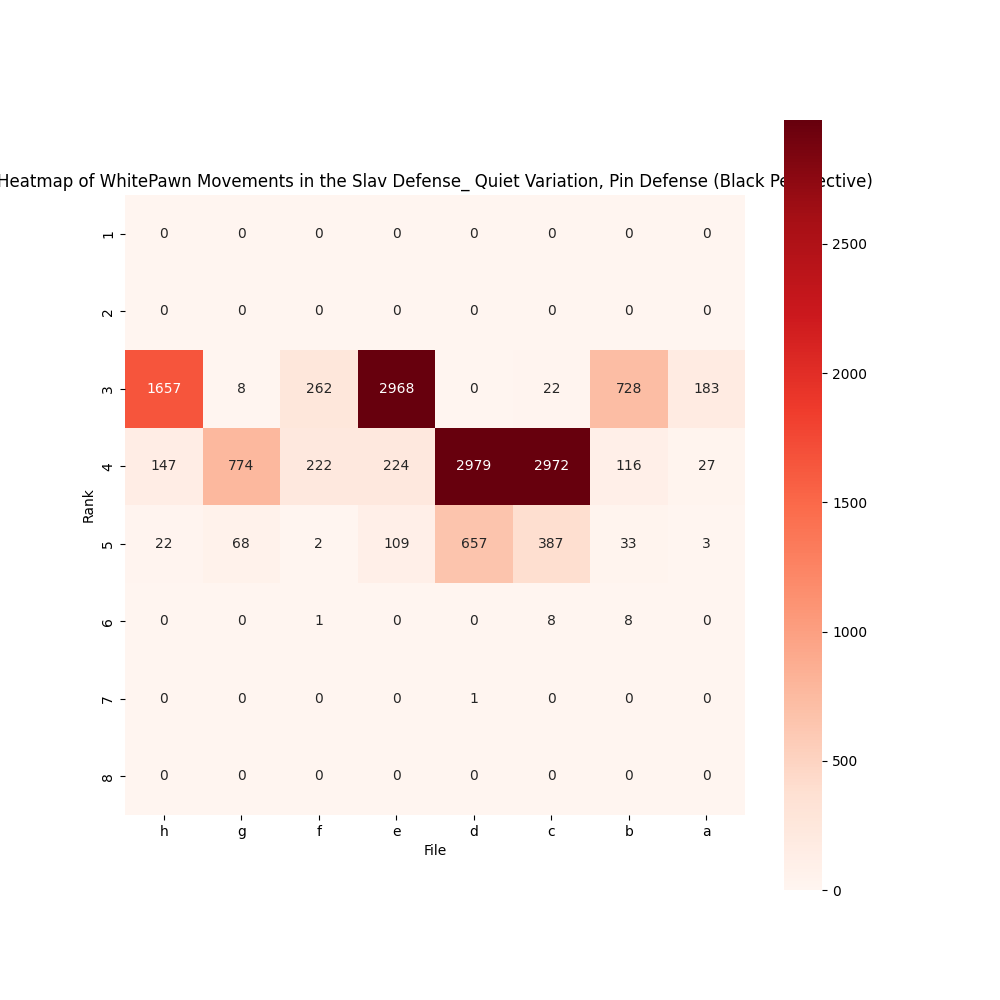 Heatmap of WhitePawn Movements in the Slav Defense_ Quiet Variation, Pin Defense (Black Pe ective)
1 0 0 0 0 0 0 0 0
2 0 0 0 0 0 0 0 0
3 1657 8 262 2968 0 22 728 183
4 147 774 222 224 2979 2972 116 27
5 22 68 2 109 657 387 33 3
6 0 0 1 0 0 8 8 0
7 0 0 0 0 1 0 0 0
8 0 0 0 0 0 0 0 0
h g f e d c b a
File
Rank
2500
2000
1500
1000
500
0